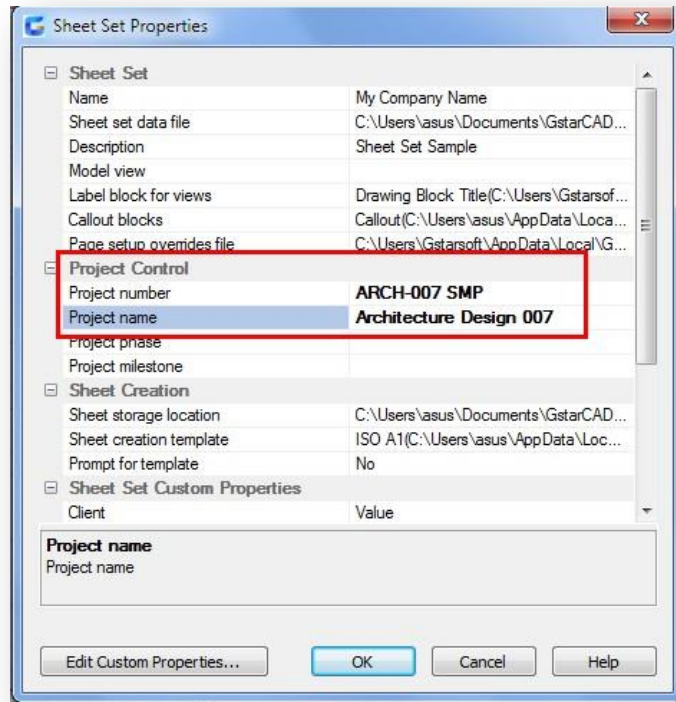 Sheet Set Properties
Sheet Set
Name My Company Name
Sheet set data file C:\Users\asus\Documents\GstarCAD...
Description Sheet Set Sample
Model view
Label block for views Drawing Block Title(C:\Users\Gstarsof...
Callout blocks Callout(C:\Users\asus\AppData\Loca...
Page setup overrides file C:\Users\Gstarsoft\AppData\Local\G...
Project Control
Project number ARCH-007 SMP
Project name Architecture Design 007
Project phase
Project milestone
Sheet Creation
Sheet storage location C:\Users\asus\Documents\GstarCAD...
Sheet creation template ISO A1(C:\Users\asus\AppData\Loc...
Prompt for template No
Sheet Set Custom Properties
Client Value
Project name
Project name
Edit Custom Properties... OK Cancel Help